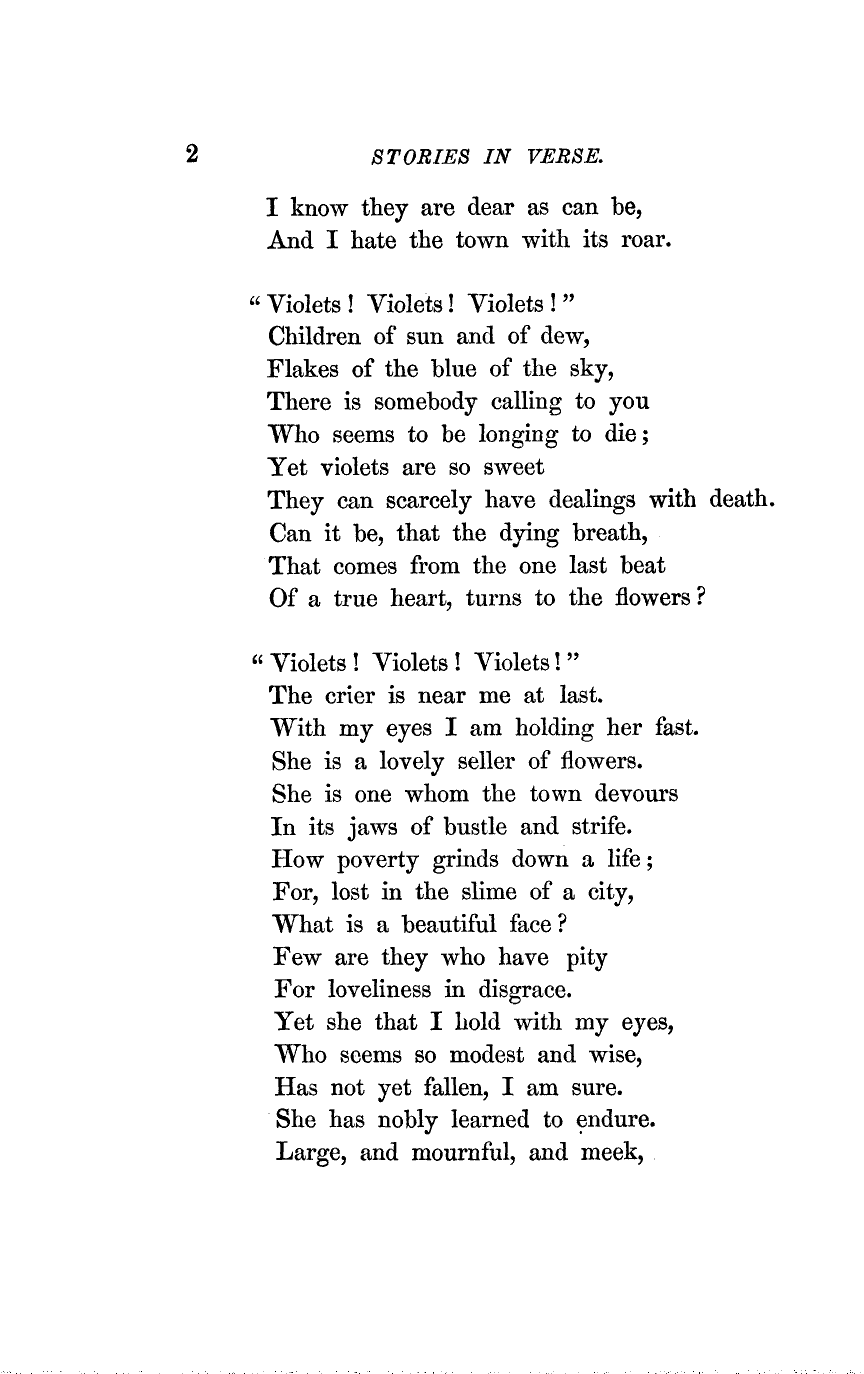 2 STORIES IN VERSE.
I know they are dear as can be,
And I hate the town with its roar.
“Violets! Violets! Violets!”
Children of sun and of dew,
Flakes of the blue of the sky,
There is somebody calling to you
Who seems to be longing to die;
Yet violets are so sweet
They can scarcely have dealings with death.
Can it be, that the dying breath,
That comes from the one last beat
Of a true heart, turns to the flowers?
“Violets! Violets! Violets!”
The crier is near me at last.
With my eyes I am holding her fast.
She is a lovely seller of flowers.
She is one whom the town devours
In its jaws of bustle and strife.
How poverty grinds down a life;
For, lost in the slime of a city,
What is a beautiful face?
Few are they who have pity
For loveliness in disgrace.
Yet she that I hold with my eyes,
Who seems so modest and wise,
Has not yet fallen, I am sure.
She has nobly learned to endure.
Large, and mournful, and meek,